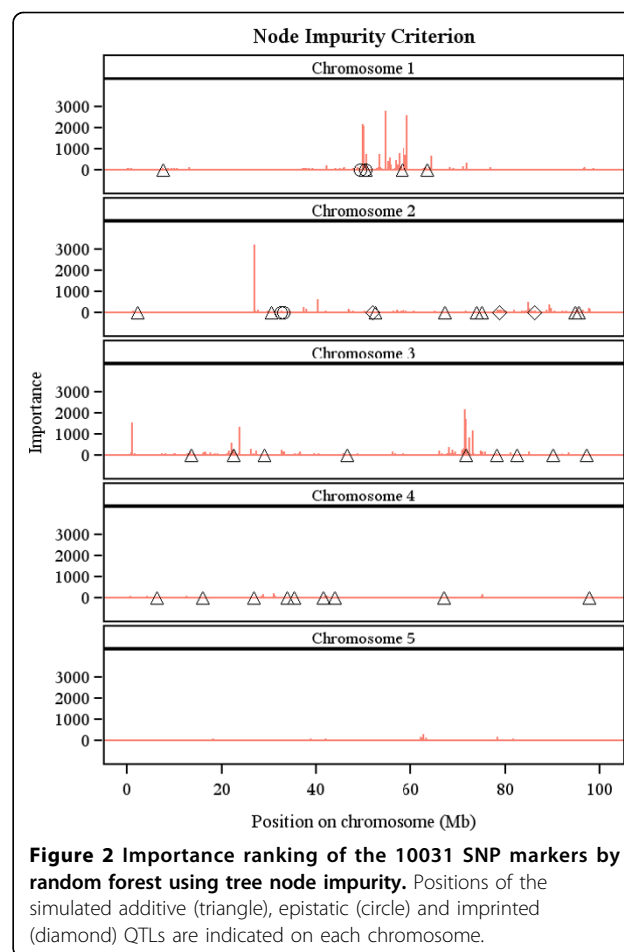 Node Impurity Criterion
Chromosome 1
3000
2000
1000
0
Chromosome 2
3000
2000
1000
0
Chromosome 3
3000
2000
1000
0
Chromosome 4
3000
2000
1000
0
Chromosome 5
3000
2000
1000
0
Importance
0 20 40 60 80 100
Position on chromosome (Mb)
Figure 2 Importance ranking of the 10031 SNP markers by
random forest using tree node impurity. Positions of the
simulated additive (triangle), epistatic (circle) and imprinted
(diamond) QTLs are indicated on each chromosome.